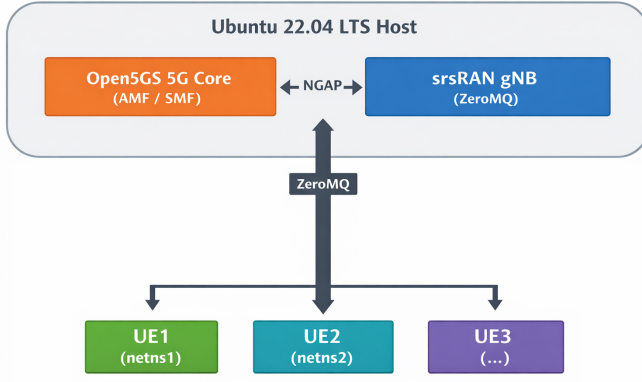 Ubuntu 22.04 LTS Host
Open5GS 5G Core
(AMF / SMF)
NGAP
srsRAN gNB
(ZeroMQ)
ZeroMQ
UE1
(netns1)
UE2
(netns2)
UE3
(...)